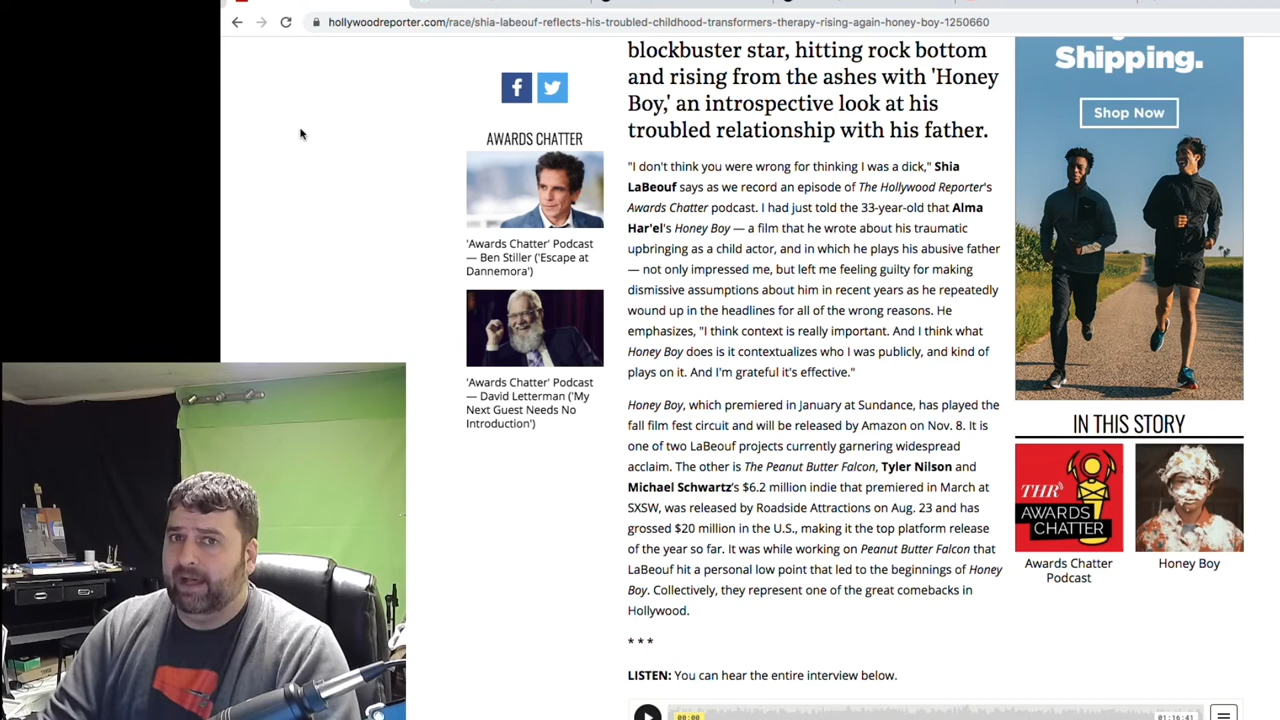 hollywoodreporter.com/race/shia-labeouf-reflects-his-troubled-childhood-transformers-therapy-rising-again-honey-boy-1250660
blockbuster star, hitting rock bottom
and rising from the ashes with 'Honey
Boy,' an introspective look at his
troubled relationship with his father.
"I don't think you were wrong for thinking I was a dick," Shia
LaBeouf says as we record an episode of The Hollywood Reporter's
Awards Chatter podcast. I had just told the 33-year-old that Alma
Har'el's Honey Boy — a film that he wrote about his traumatic
upbringing as a child actor, and in which he plays his abusive father
— not only impressed me, but left me feeling guilty for making
dismissive assumptions about him in recent years as he repeatedly
wound up in the headlines for all of the wrong reasons. He
emphasizes, "I think context is really important. And I think what
Honey Boy does is it contextualizes who I was publicly, and kind of
plays on it. And I'm grateful it's effective."
Honey Boy, which premiered in January at Sundance, has played the
fall film fest circuit and will be released by Amazon on Nov. 8. It is
one of two LaBeouf projects currently garnering widespread
acclaim. The other is The Peanut Butter Falcon, Tyler Nilson and
Michael Schwartz's $6.2 million indie that premiered in March at
SXSW, was released by Roadside Attractions on Aug. 23 and has
grossed $20 million in the U.S., making it the top platform release
of the year so far. It was while working on Peanut Butter Falcon that
LaBeouf hit a personal low point that led to the beginnings of Honey
Boy. Collectively, they represent one of the great comebacks in
Hollywood.
* * *
LISTEN: You can hear the entire interview below.
00:00
01:16:41
AWARDS CHATTER
'Awards Chatter' Podcast
— Ben Stiller ('Escape at
Dannemora')
'Awards Chatter' Podcast
— David Letterman ('My
Next Guest Needs No
Introduction')
Shipping.
Shop Now
IN THIS STORY
THR
AWARDS
CHATTER
Awards Chatter
Podcast
Honey Boy